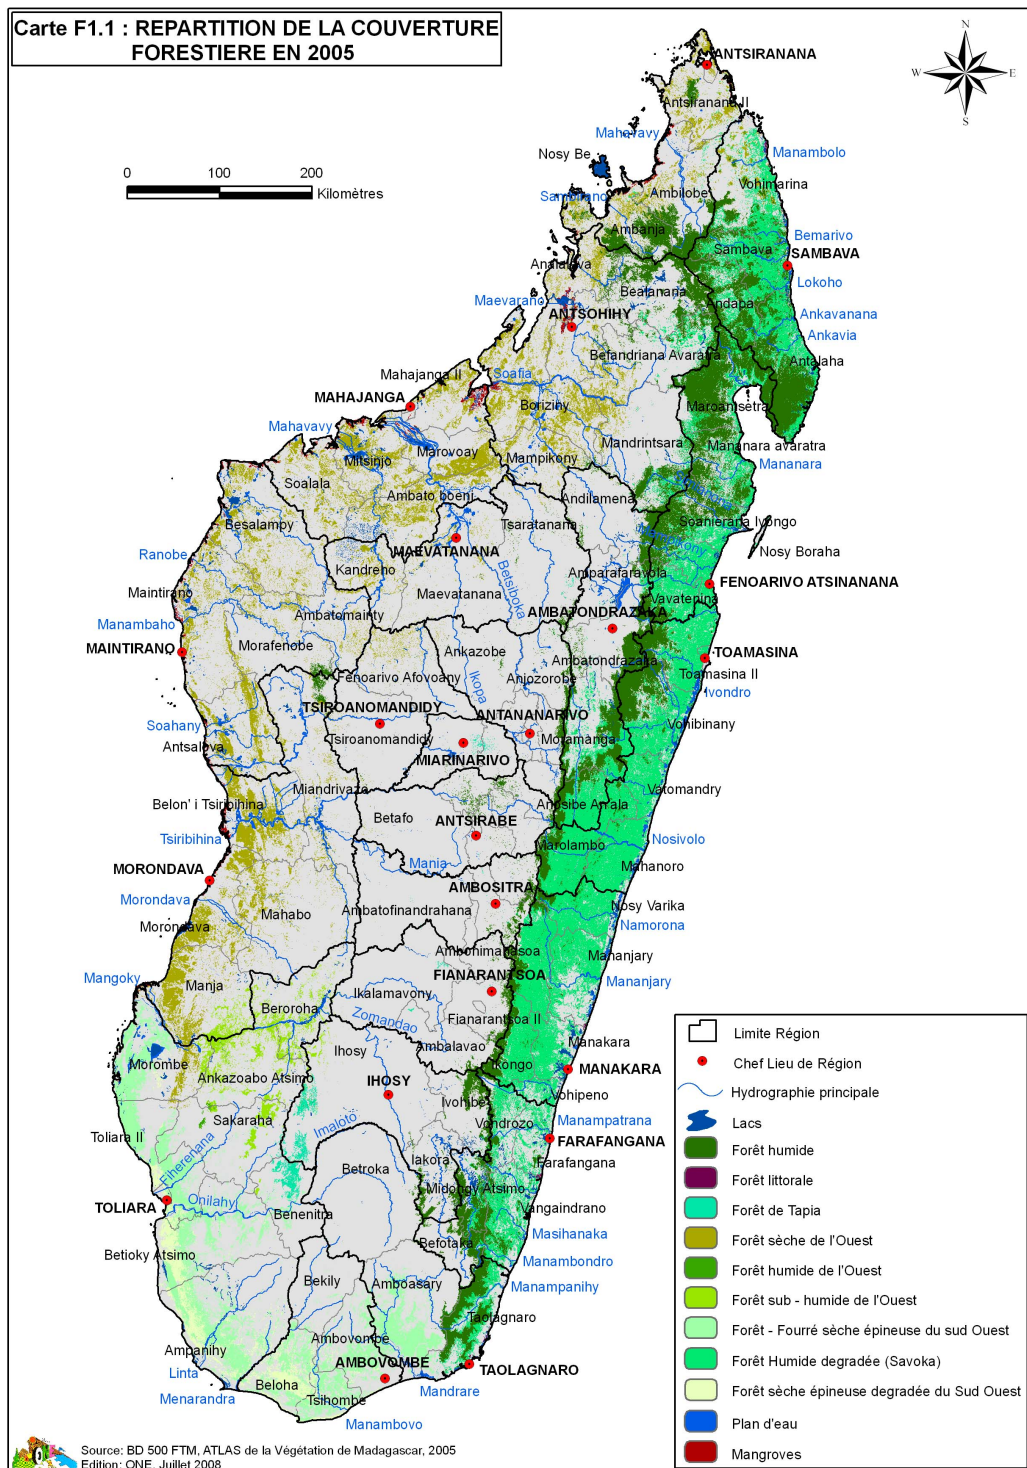 Carte F1.1 : REPARTITION DE LA COUVERTURE
FORESTIERE EN 2005
N
W
E
S
0 100 200
Kilomètres
ANTSIRANANA
Antsiranana II
Mahavavy
Nosy Be
Manambolo
Vohimarina
Sambirano
Ambilobe
Ambanja
Bemarivo
Sambava
SAMBAVA
Analalava
Lokoho
Bealanana
Maevarano
Andapa
ANTSOHIHY
Ankavanana
Ankavia
Befandriana Avaratra
Antalaha
Mahajanga II
Soafia
MAHAJANGA
Boriziny
Maroantsetra
Mahavavy
Mandrintsara
Mananara avaratra
Marovoay
Mampikony
Mitsinjo
Mananara
Soalala
Ambato boeni
Andilamena
Besalampy
Tsaratanana
Soanierana Ivongo
MAEVATANANA
Nosy Boraha
Ranobe
Kandreho
Betsiboka
Amparafaravola
Maevatanana
FENOARIVO ATSINANANA
Maintirano
Vavatenina
Manambaho
Ambatomainty
AMBATONDRAZAKA
MAINTIRANO
Morafenobe
Ankazobe
Ambatondrazaka
TOAMASINA
Fenoarivo Afovoany
Ikopa
Anjozorobe
Toamasina II
Ivondro
TSIROANOMANDIDY
ANTANANARIVO
Soahany
Vohibinany
Tsiroanomandidy
Moramanga
Antsalova
MIARINARIVO
Miandrivazo
Vatomandry
Belon' i Tsiribihina
Anosibe An'ala
Betafo
ANTSIRABE
Tsiribihina
Nosivolo
Marolambo
Mania
Mahanoro
MORONDAVA
AMBOSITRA
Morondava
Nosy Varika
Mahabo
Ambatofinandrahana
Namorona
Morondava
Ambohimahasoa
Mananjary
Mangoky
FIANARANTSOA
Mananjary
Manja
Ikalamavony
Beroroha
Zomandao
Fianarantsoa II
Manakara
Ihosy
Ambalavao
Morombe
Ikongo
MANAKARA
Ankazoabo Atsimo
IHOSY
Vohipeno
Ivohibe
Sakaraha
Imaloto
Manampatrana
Vondrozo
Toliara II
FARAFANGANA
Fiherenana
Iakora
Farafangana
Betroka
Midongy Atsimo
Onilahy
TOLIARA
Vangaindrano
Benenitra
Masihanaka
Befotaka
Betioky Atsimo
Manambondro
Bekily
Amboasary
Manampanihy
Taolagnaro
Ambovombe
Ampanihy
AMBOVOMBE
TAOLAGNARO
Linta
Beloha
Mandrare
Menarandra
Tsihombe
Manambovo
Limite Région
Chef Lieu de Région
Hydrographie principale
Lacs
Forêt humide
Forêt littorale
Forêt de Tapia
Forêt sèche de l'Ouest
Forêt humide de l'Ouest
Forêt sub - humide de l'Ouest
Forêt - Fourré sèche épineuse du sud Ouest
Forêt Humide degradée (Savoka)
Forêt sèche épineuse degradée du Sud Ouest
Plan d'eau
Mangroves
Source: BD 500 FTM, ATLAS de la Végétation de Madagascar, 2005
Edition: ONE, Juillet 2008